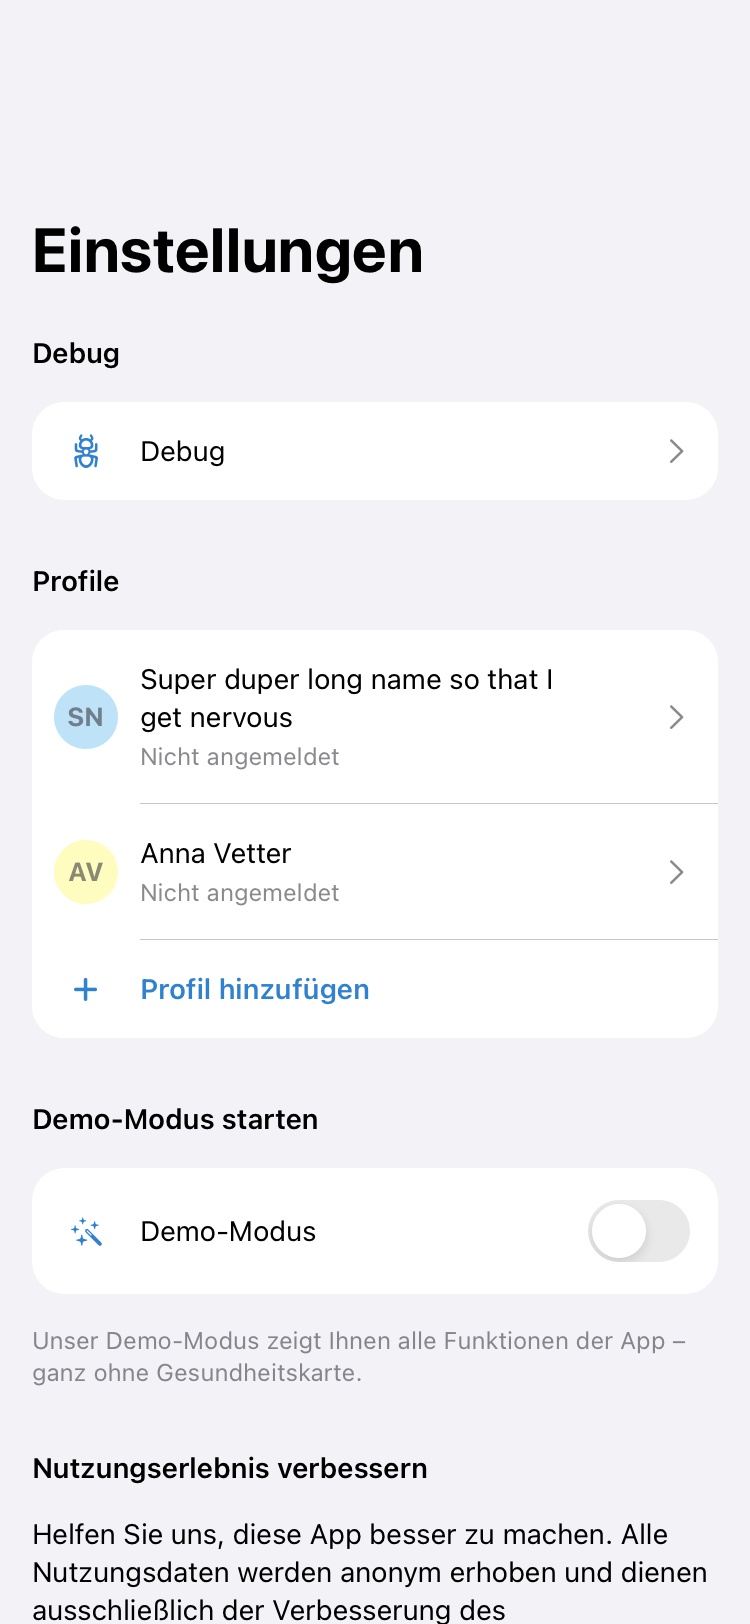 Einstellungen
Debug
Debug
Profile
SN
Super duper long name so that I
get nervous
Nicht angemeldet
AV
Anna Vetter
Nicht angemeldet
Profil hinzufügen
Demo-Modus starten
Demo-Modus
Unser Demo-Modus zeigt Ihnen alle Funktionen der App –
ganz ohne Gesundheitskarte.
Nutzungserlebnis verbessern
Helfen Sie uns, diese App besser zu machen. Alle
Nutzungsdaten werden anonym erhoben und dienen
ausschließlich der Verbesserung des